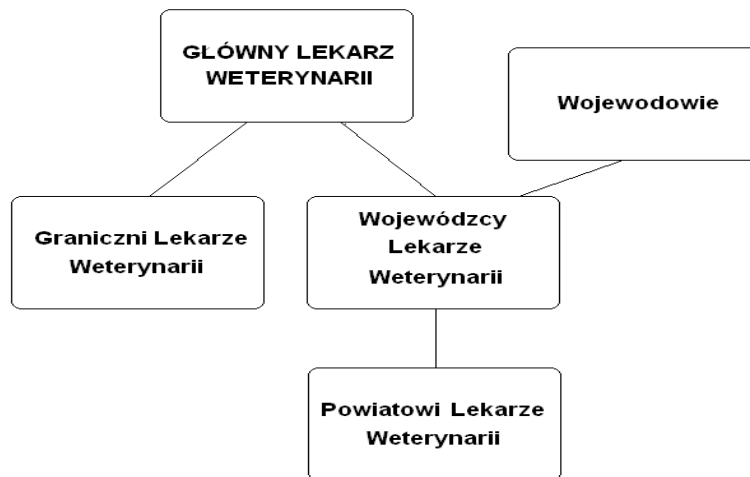 GŁÓWNY LEKARZ
WETERYNARII
Wojewodowie
Graniczni Lekarze
Weterynarii
Wojewódzcy
Lekarze
Weterynarii
Powiatowi Lekarze
Weterynarii